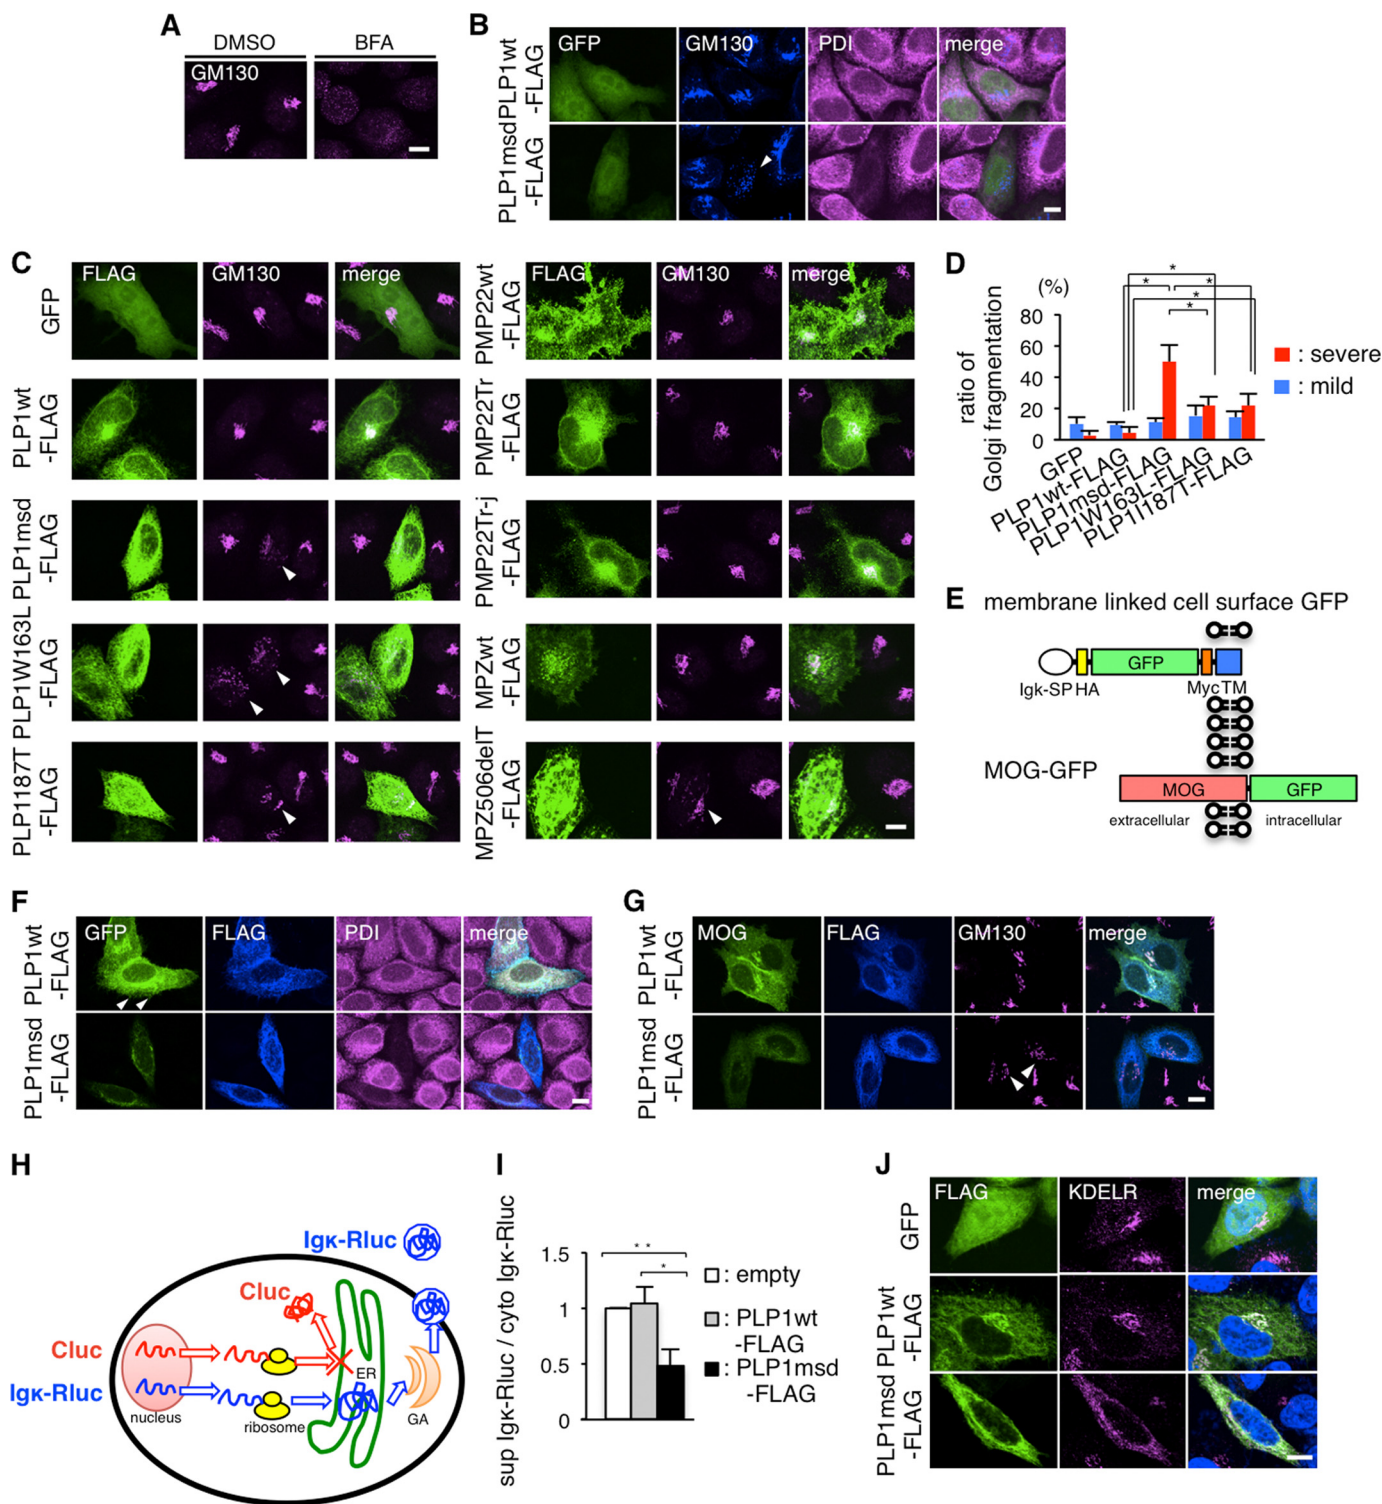 A
DMSO
BFA
GM130
B
PLP1wt
-FLAG
PLP1msd
-FLAG
GFP
GM130
PDI
merge
C
FLAG
GM130
merge
GFP
PLP1wt
-FLAG
PLP1msd
-FLAG
PLP1W163L
-FLAG
PLP1I187T
-FLAG
FLAG
GM130
merge
PMP22wt
-FLAG
PMP22Tr
-FLAG
PMP22Tr-j
-FLAG
MPZwt
-FLAG
MPZ506delT
-FLAG
D
(%)
80
60
40
20
0
ratio of
Golgi fragmentation
* * * * *
: severe
: mild
GFP
PLP1wt-FLAG
PLP1msd-FLAG
PLP1W163L-FLAG
PLP1I187T-FLAG
E
membrane linked cell surface GFP
GFP
Igk-SP HA
Myc TM
MOG-GFP
MOG
GFP
extracellular
intracellular
F
PLP1wt
-FLAG
PLP1msd
-FLAG
GFP
FLAG
PDI
merge
G
PLP1wt
-FLAG
PLP1msd
-FLAG
MOG
FLAG
GM130
merge
H
Igκ-Rluc
Cluc
Cluc
Igκ-Rluc
nucleus
ribosome
ER
GA
I
sup Igκ-Rluc / cyto Igκ-Rluc
1.5
1
0.5
0
* *
*
: empty
: PLP1wt
-FLAG
: PLP1msd
-FLAG
J
FLAG
KDELR
merge
GFP
PLP1wt
-FLAG
PLP1msd
-FLAG